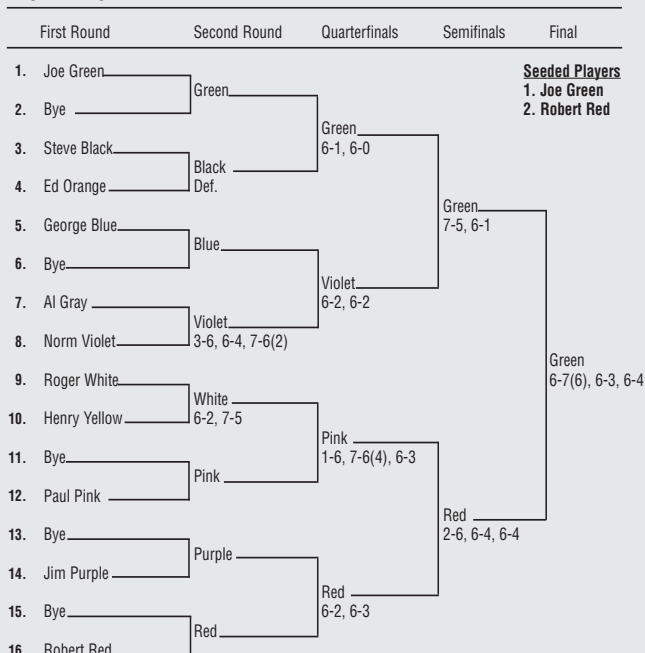 First Round Second Round Quarterfinals Semifinals Final
Seeded Players
1. Joe Green
2. Robert Red
1. Joe Green
Green
2. Bye
Green
6-1, 6-0
3. Steve Black
Black
Def.
4. Ed Orange
Green
7-5, 6-1
5. George Blue
Blue
6. Bye
Violet
6-2, 6-2
7. Al Gray
Violet
3-6, 6-4, 7-6(2)
8. Norm Violet
Green
6-7(6), 6-3, 6-4
9. Roger White
White
6-2, 7-5
10. Henry Yellow
Pink
1-6, 7-6(4), 6-3
11. Bye
Pink
12. Paul Pink
Red
2-6, 6-4, 6-4
13. Bye
Purple
14. Jim Purple
Red
6-2, 6-3
15. Bye
Red
16. Robert Red